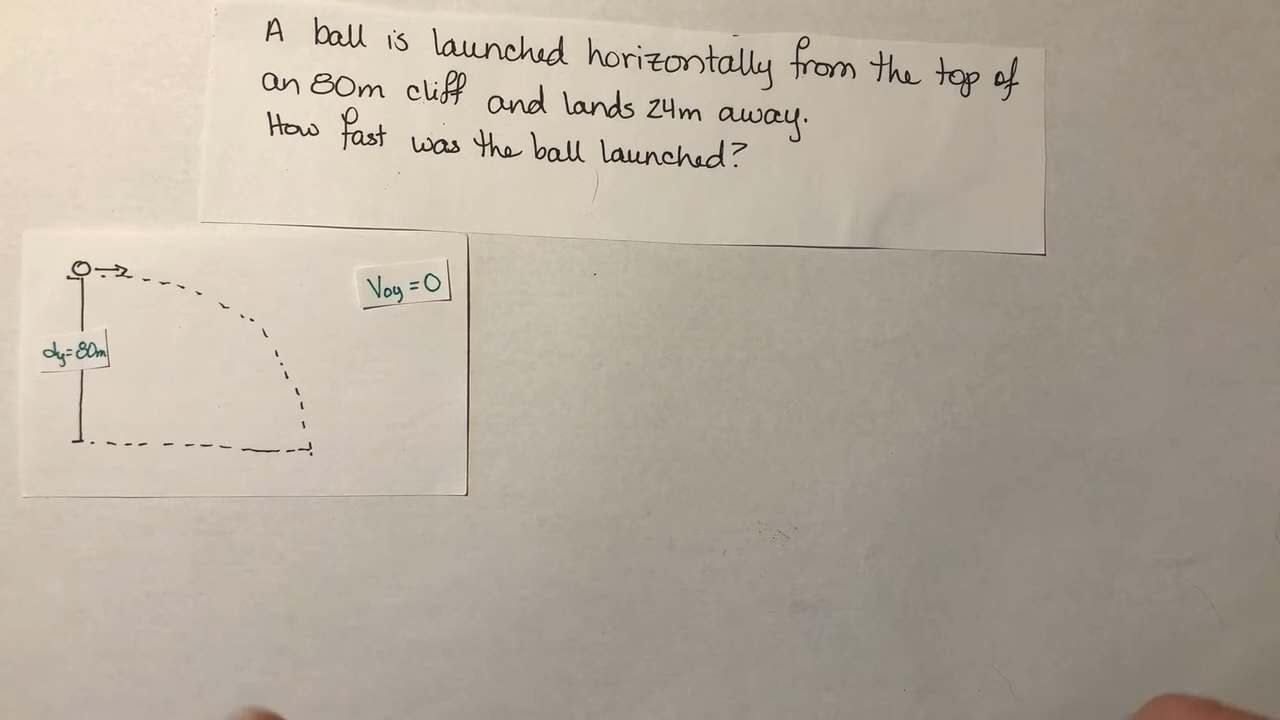 A ball is launched horizontally from the top of
an 80m cliff and lands 24m away.
How fast was the ball launched?
Voy = 0
dy = 80m